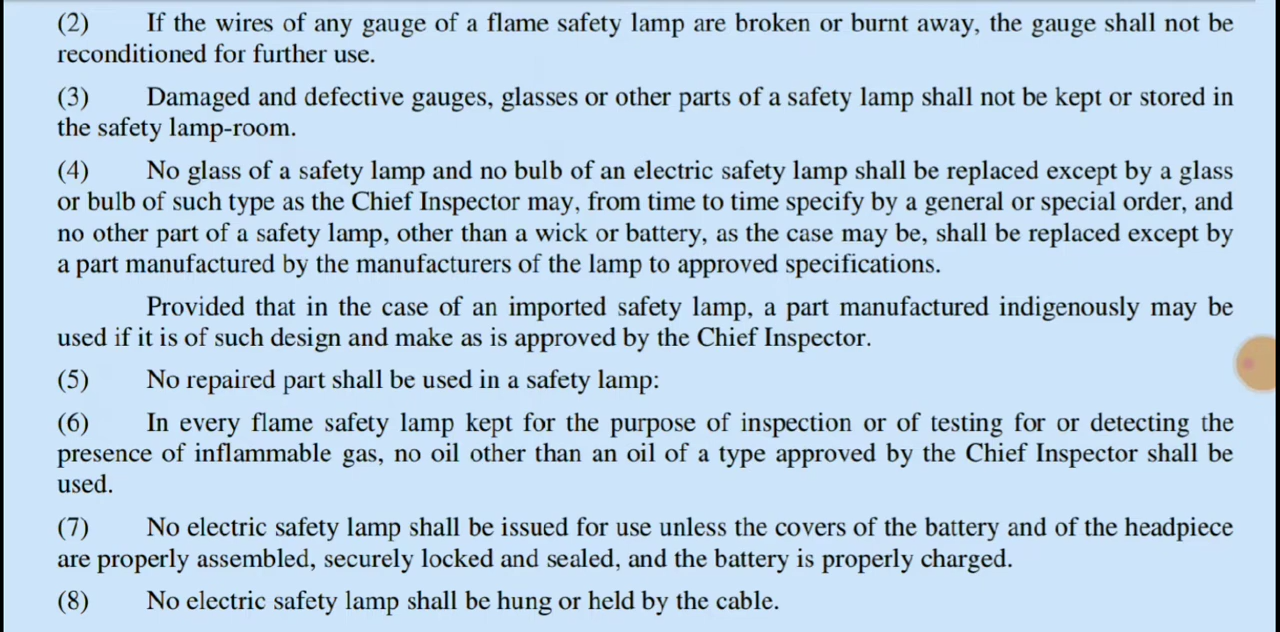 (2) If the wires of any gauge of a flame safety lamp are broken or burnt away, the gauge shall not be
reconditioned for further use.
(3) Damaged and defective gauges, glasses or other parts of a safety lamp shall not be kept or stored in
the safety lamp-room.
(4) No glass of a safety lamp and no bulb of an electric safety lamp shall be replaced except by a glass
or bulb of such type as the Chief Inspector may, from time to time specify by a general or special order, and
no other part of a safety lamp, other than a wick or battery, as the case may be, shall be replaced except by
a part manufactured by the manufacturers of the lamp to approved specifications.
Provided that in the case of an imported safety lamp, a part manufactured indigenously may be
used if it is of such design and make as is approved by the Chief Inspector.
(5) No repaired part shall be used in a safety lamp:
(6) In every flame safety lamp kept for the purpose of inspection or of testing for or detecting the
presence of inflammable gas, no oil other than an oil of a type approved by the Chief Inspector shall be
used.
(7) No electric safety lamp shall be issued for use unless the covers of the battery and of the headpiece
are properly assembled, securely locked and sealed, and the battery is properly charged.
(8) No electric safety lamp shall be hung or held by the cable.